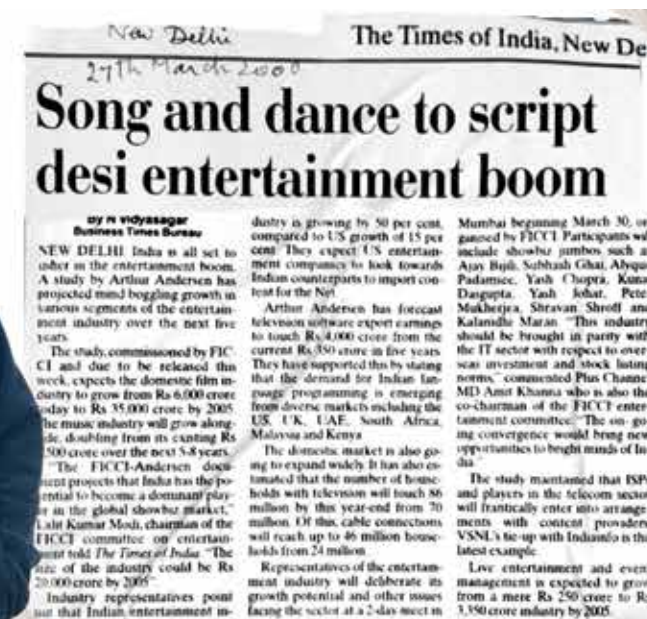 New Delhi
27th March 2000
The Times of India, New De
Song and dance to script
desi entertainment boom
By N Vidyasagar
Business Times Bureau
NEW DELHI India is all set to
usher in the entertainment boom.
A study by Arthur Andersen has
projected mind boggling growth in
various segments of the entertain-
ment industry over the next five
years
The study, commissioned by FIC-
CI and due to be released this
week, expects the domestic film in-
dustry to grow from Rs 6,000 crore
today to Rs 35,000 crore by 2005
The music industry will grow along-
side, doubling from its existing Rs
500 crore over the next 5-8 years.
"The FICCI-Andersen docu-
ment projects that India has the po-
tential to become a dominant play-
er in the global showbiz market,"
Lalit Kumar Modi, chairman of the
FICCI committee on entertain-
ment told The Times of India. "The
size of the industry could be Rs
20,000 crore by 2005"
Industry representatives point
out that Indian entertainment in-
dustry is growing by 50 per cent,
compared to US growth of 15 per
cent. They expect US entertain-
ment companies to look towards
Indian counterparts to import con-
tent for the Net
Arthur Andersen has forecast
television software export earnings
to touch Rs 4,000 crore from the
current Rs 350 crore in five years
They have supported this by stating
that the demand for Indian lan-
guage programming is emerging
from diverse markets including the
US, UK, UAE, South Africa,
Malaysia and Kenya
The domestic market is also go-
ing to expand widely. It has also es-
timated that the number of house-
holds with television will touch 86
million by this year-end from 70
million. Of this, cable connections
will reach up to 46 million house-
holds from 24 million
Representatives of the entertain-
ment industry will deliberate its
growth potential and other issues
facing the sector at a 2-day meet in
Mumbai beginning March 30, or
ganised by FICCI Participants wil
include showbiz jumbos such a
Ajay Bijli, Subhash Ghai, Alyqu
Padamsee, Yash Chopra, Kuna
Dasgupta, Yash Johar, Pete
Mukherjea, Shravan Shroff and
Kalanidhi Maran "This industry
should be brought in parity with
the IT sector with respect to over
seas investment and stock listing
norms," commented Plus Channe
MD Amit Khanna who is also the
co-chairman of the FICCI enter-
tainment committee. "The on- go-
ing convergence would bring new
opportunities to bright minds of In
dia"
The study maintained that ISPs
and players in the telecom sector
will frantically enter into arrange-
ments with content providers
VSNL's tie-up with Indiainfo is the
latest example.
Live entertainment and event
management is expected to grow
from a mere Rs 250 crore to Rs
3,350 crore industry by 2005